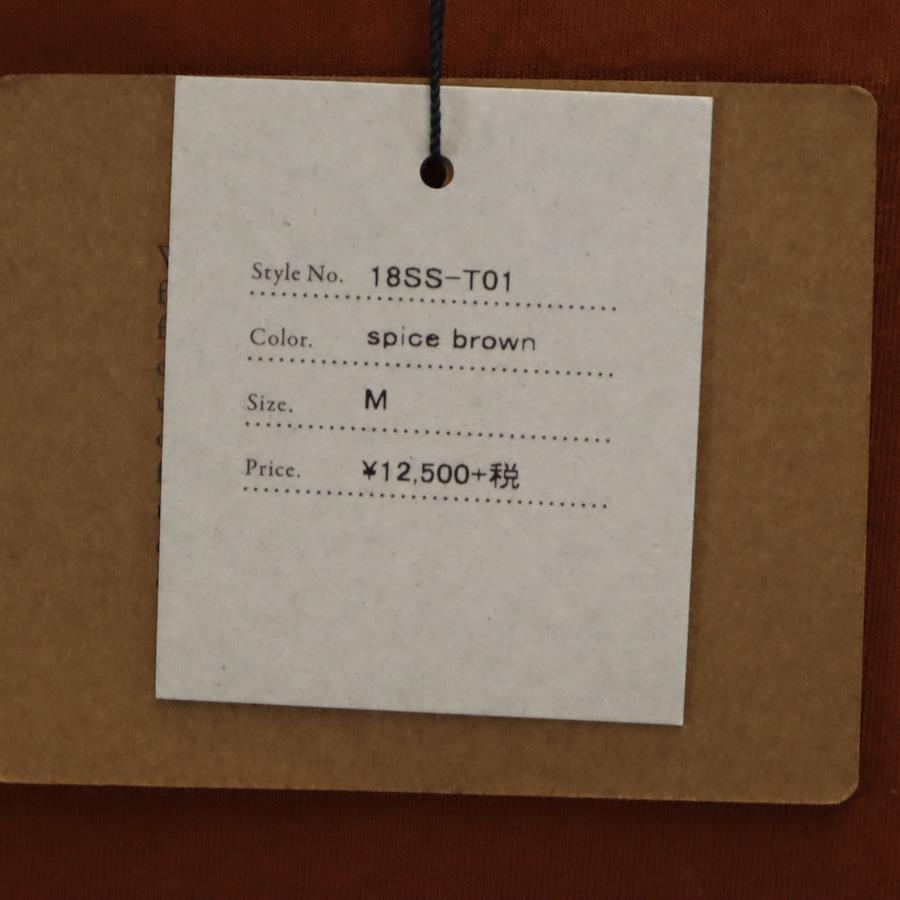 Style No. 18SS-T01
Color. spice brown
Size. M
Price. ¥12,500+税